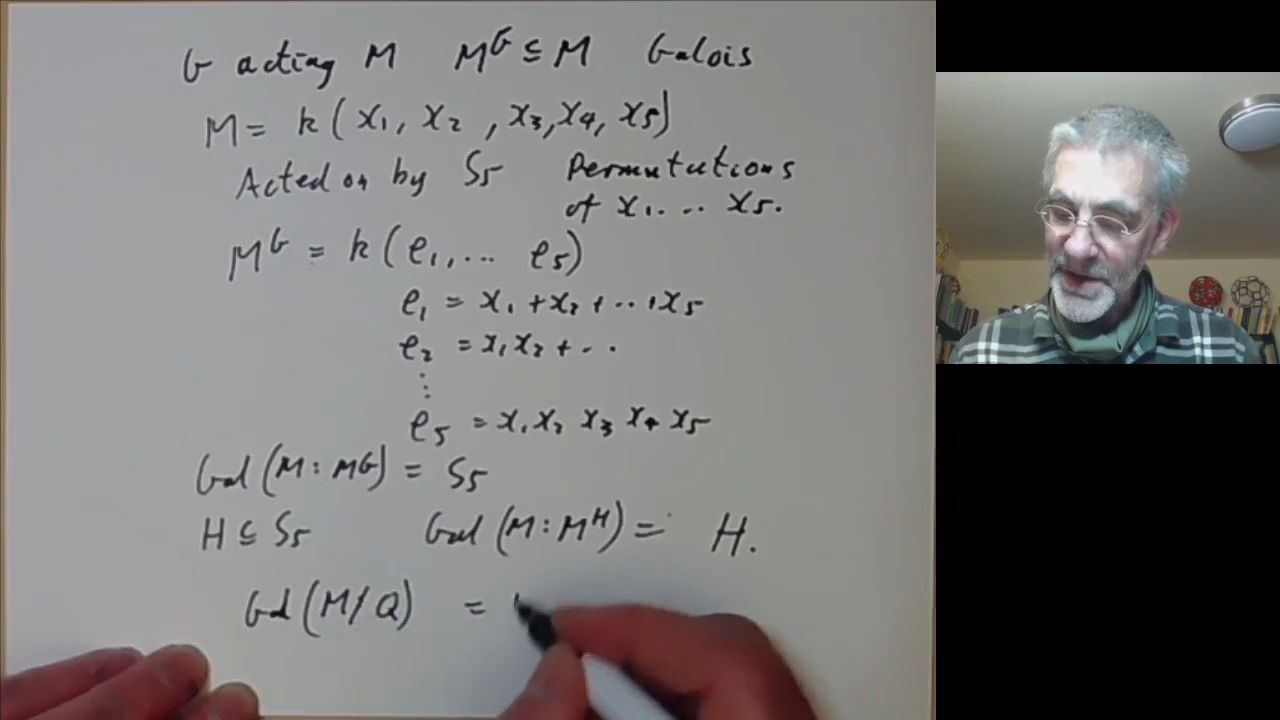 G acting M M^G ⊆ M Galois
M = k(x₁, x₂, x₃, x₄, x₅)
Acted on by S₅ Permutations
of x₁... x₅.
M^G = k(e₁,... e₅)
e₁ = x₁ + x₂ + ... + x₅
e₂ = x₁x₂ + ..
⋮
e₅ = x₁x₂x₃x₄x₅
Gal(M : M^G) = S₅
H ⊆ S₅ Gal(M : M^H) = H.
Gal(M/Q) =